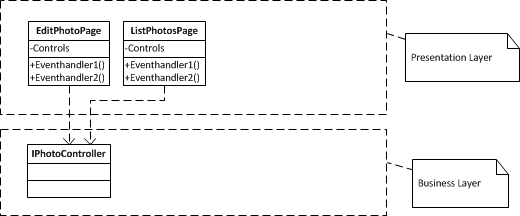 EditPhotoPage
-Controls
+Eventhandler1()
+Eventhandler2()
ListPhotosPage
-Controls
+Eventhandler1()
+Eventhandler2()
Presentation Layer
IPhotoController
Business Layer